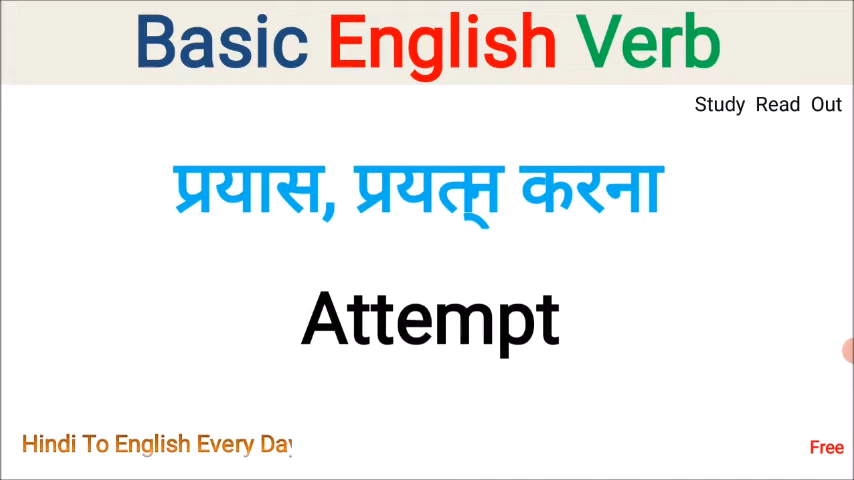 Basic English Verb
Study Read Out
प्रयास, प्रयत्न करना
Attempt
Hindi To English Every Day
Free